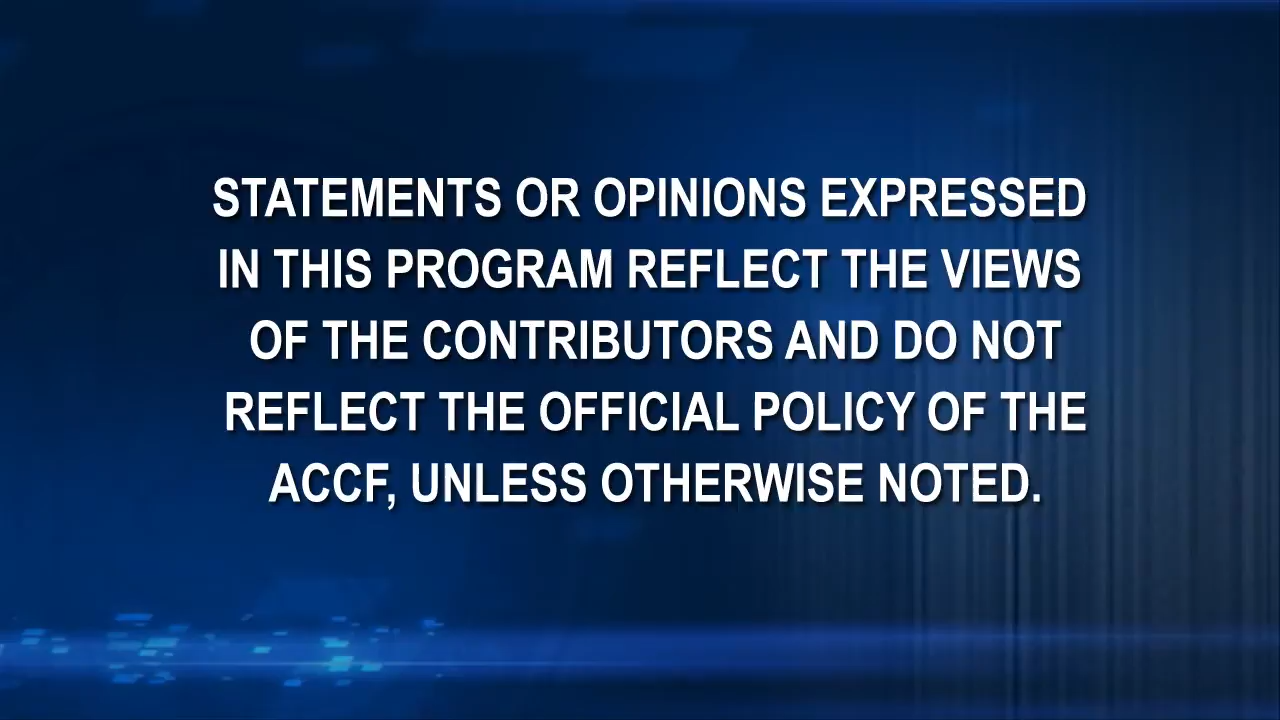 STATEMENTS OR OPINIONS EXPRESSED
IN THIS PROGRAM REFLECT THE VIEWS
OF THE CONTRIBUTORS AND DO NOT
REFLECT THE OFFICIAL POLICY OF THE
ACCF, UNLESS OTHERWISE NOTED.